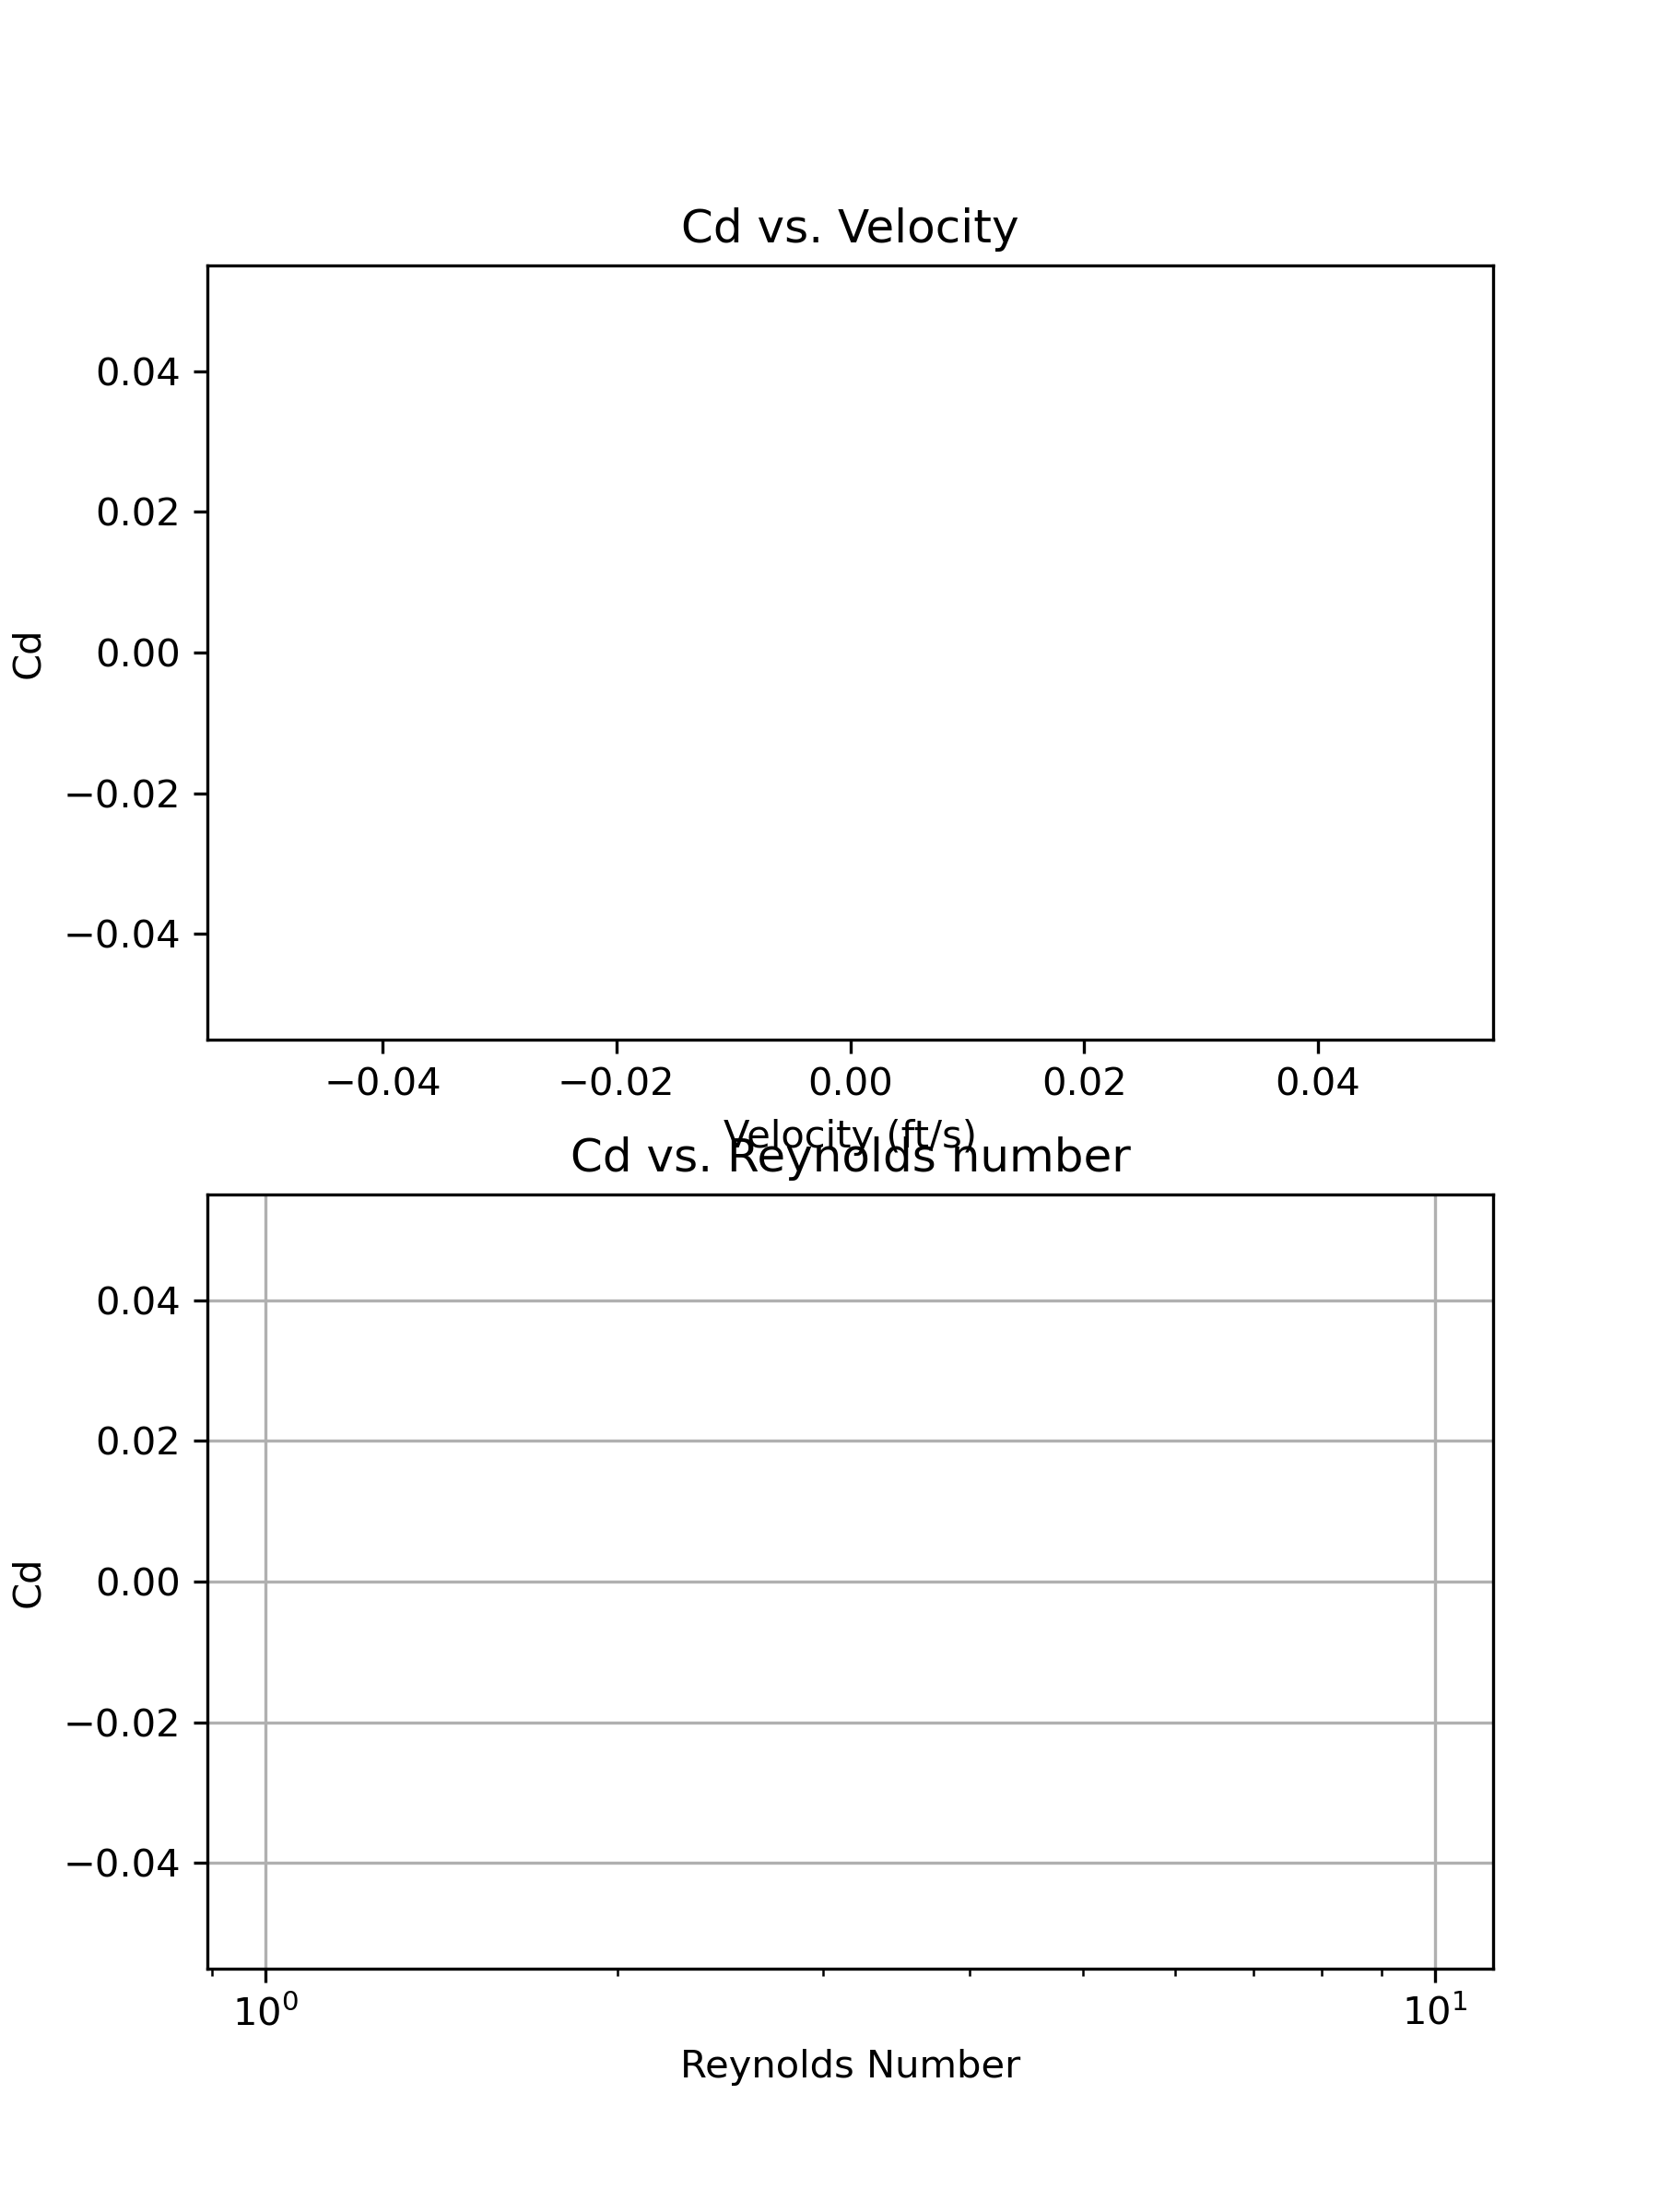 Cd vs. Velocity
0.04
0.02
Cd
0.00
−0.02
−0.04
−0.04 −0.02 0.00 0.02 0.04
Velocity (ft/s)
Cd vs. Reynolds number
0.04
0.02
Cd
0.00
−0.02
−0.04
10⁰ 10¹
Reynolds Number